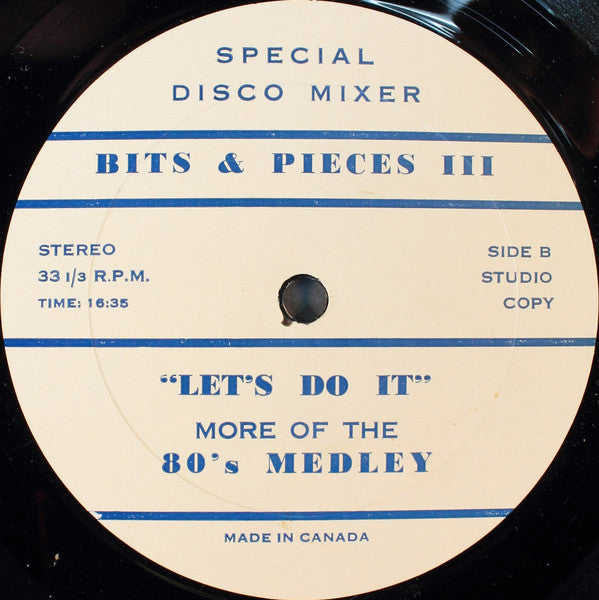 SPECIAL
DISCO MIXER
BITS & PIECES III
STEREO
33 1/3 R.P.M.
TIME: 16:35
SIDE B
STUDIO
COPY
"LET'S DO IT"
MORE OF THE
80's MEDLEY
MADE IN CANADA